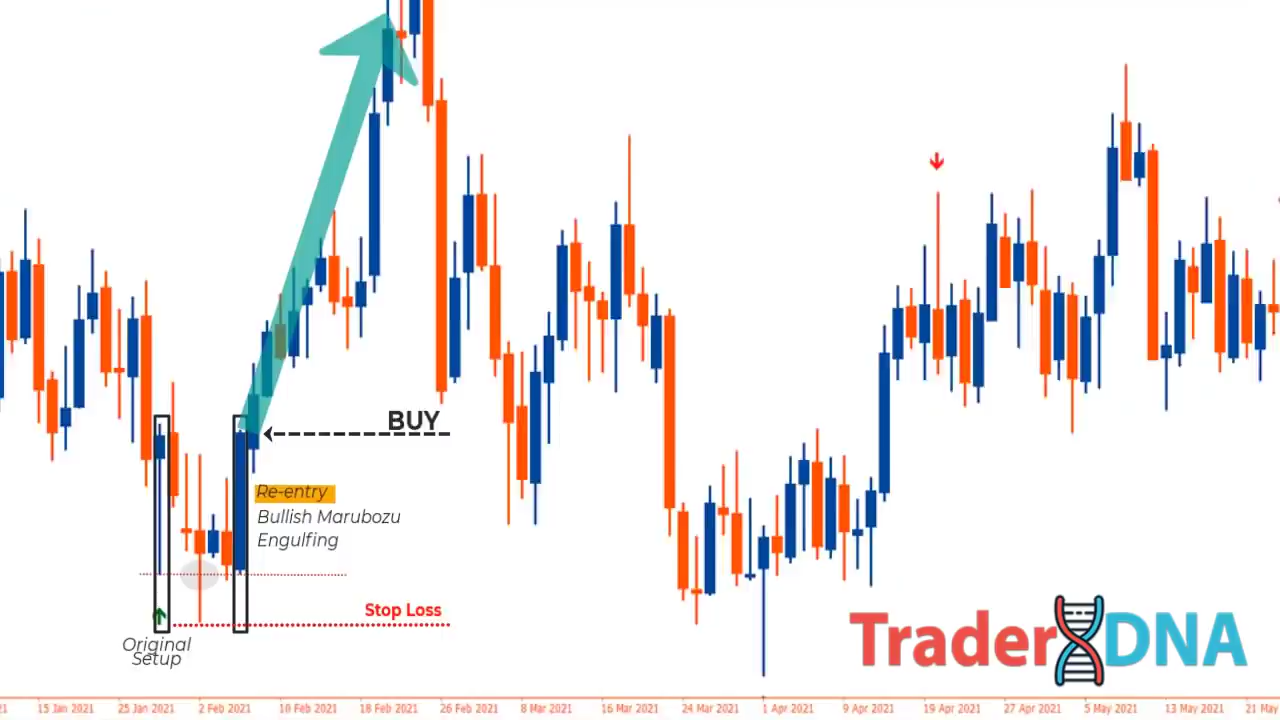 BUY
Re-entry
Bullish Marubozu
Engulfing
Stop Loss
Original
Setup
TraderDNA
21
15 Jan 2021
25 Jan 2021
2 Feb 2021
10 Feb 2021
18 Feb 2021
26 Feb 2021
8 Mar 2021
16 Mar 2021
24 Mar 2021
1 Apr 2021
9 Apr 2021
19 Apr 2021
27 Apr 2021
5 May 2021
13 May 2021
21 May